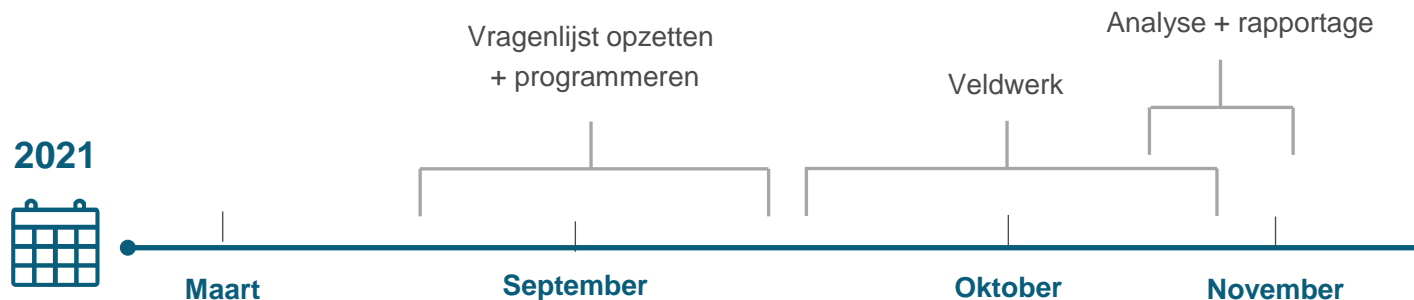 Analyse + rapportage
Vragenlijst opzetten
+ programmeren
Veldwerk
2021
Maart
September
Oktober
November